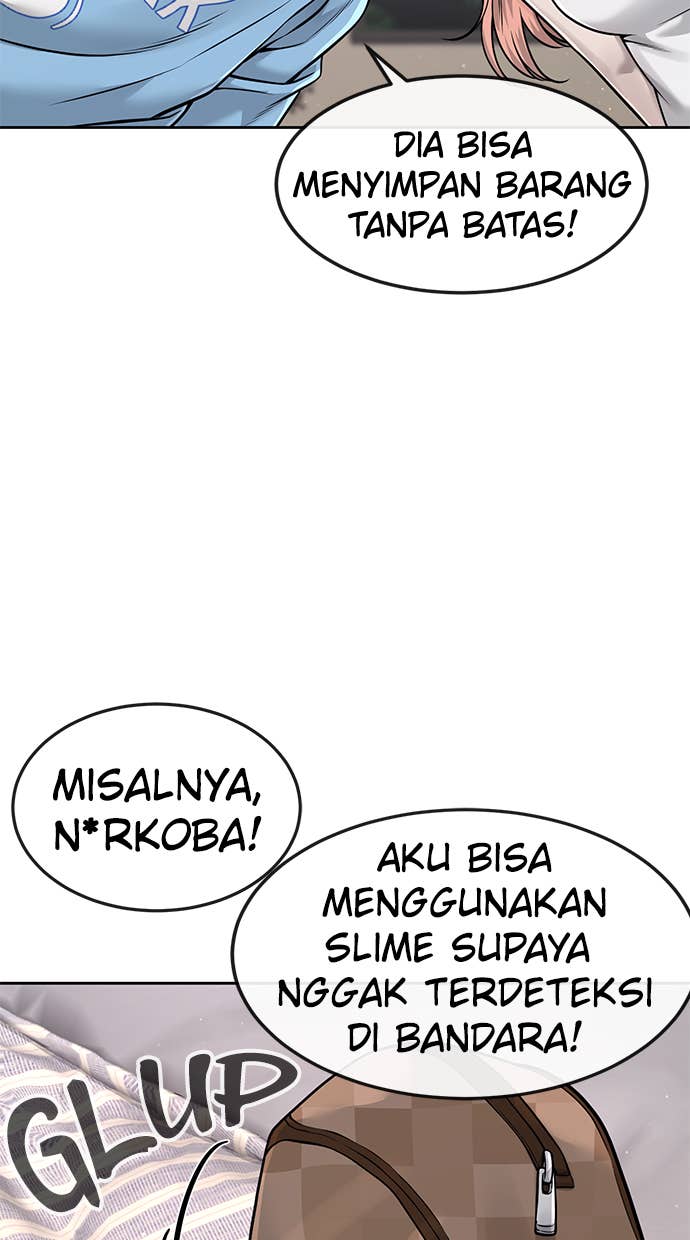 DIA BISA
MENYIMPAN BARANG
TANPA BATAS!
MISALNYA,
N*RKOBA!
AKU BISA
MENGGUNAKAN
SLIME SUPAYA
NGGAK TERDETEKSI
DI BANDARA!
GLUP